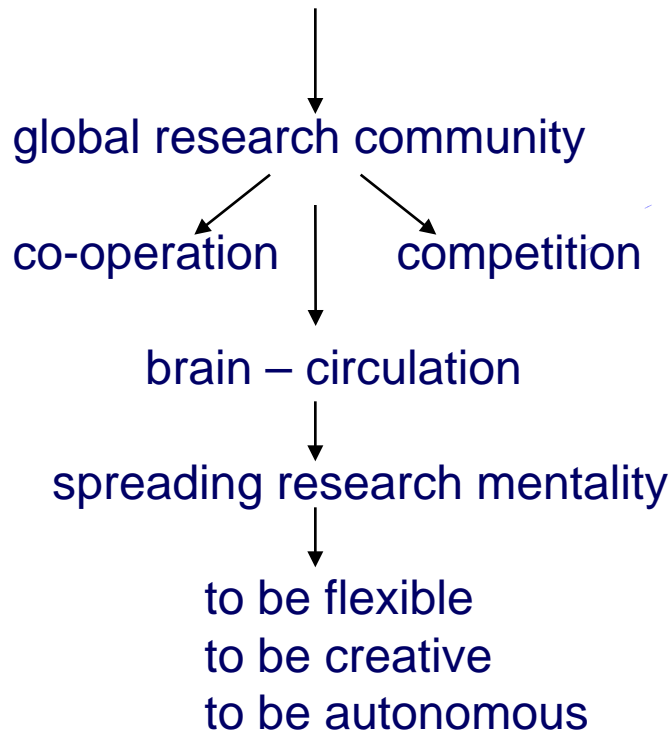 global research community
co-operation competition
brain – circulation
spreading research mentality
to be flexible
to be creative
to be autonomous